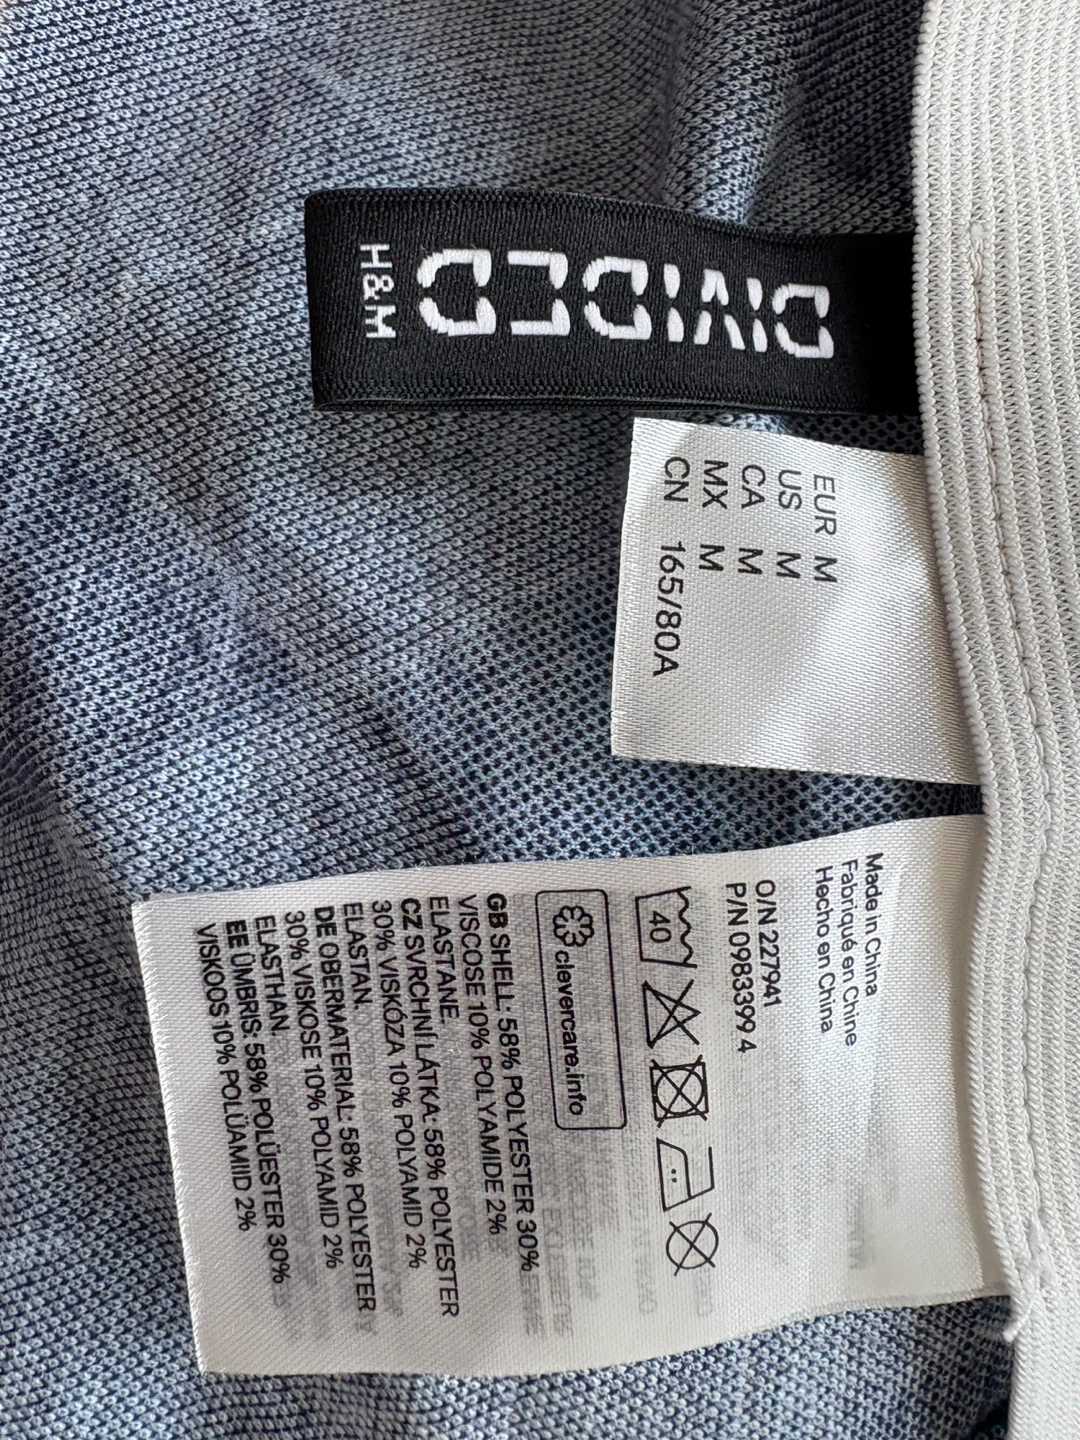 DIVIDED
H&M
EUR M
US M
CA M
MX M
CN 165/80A
Made in China
Fabriqué en Chine
Hecho en China
O/N 227941
P/N 0983399 4
40
clevercare.info
GB SHELL: 58% POLYESTER 30%
VISCOSE 10% POLYAMIDE 2%
ELASTANE.
CZ SVRCHNÍ LÁTKA: 58% POLYESTER
30% VISKÓZA 10% POLYAMID 2%
ELASTAN.
DE OBERMATERIAL: 58% POLYESTER
30% VISKOSE 10% POLYAMID 2%
ELASTHAN.
EE ÜMBRIS: 58% POLÜESTER 30%
VISKOOS 10% POLÜAMIID 2%